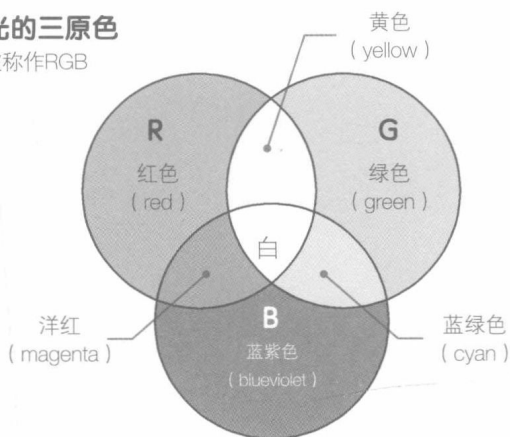 光的三原色
称作RGB
黄色
( yellow )
R
红色
( red )
G
绿色
( green )
白
洋红
( magenta )
B
蓝紫色
( blueviolet )
蓝绿色
( cyan )